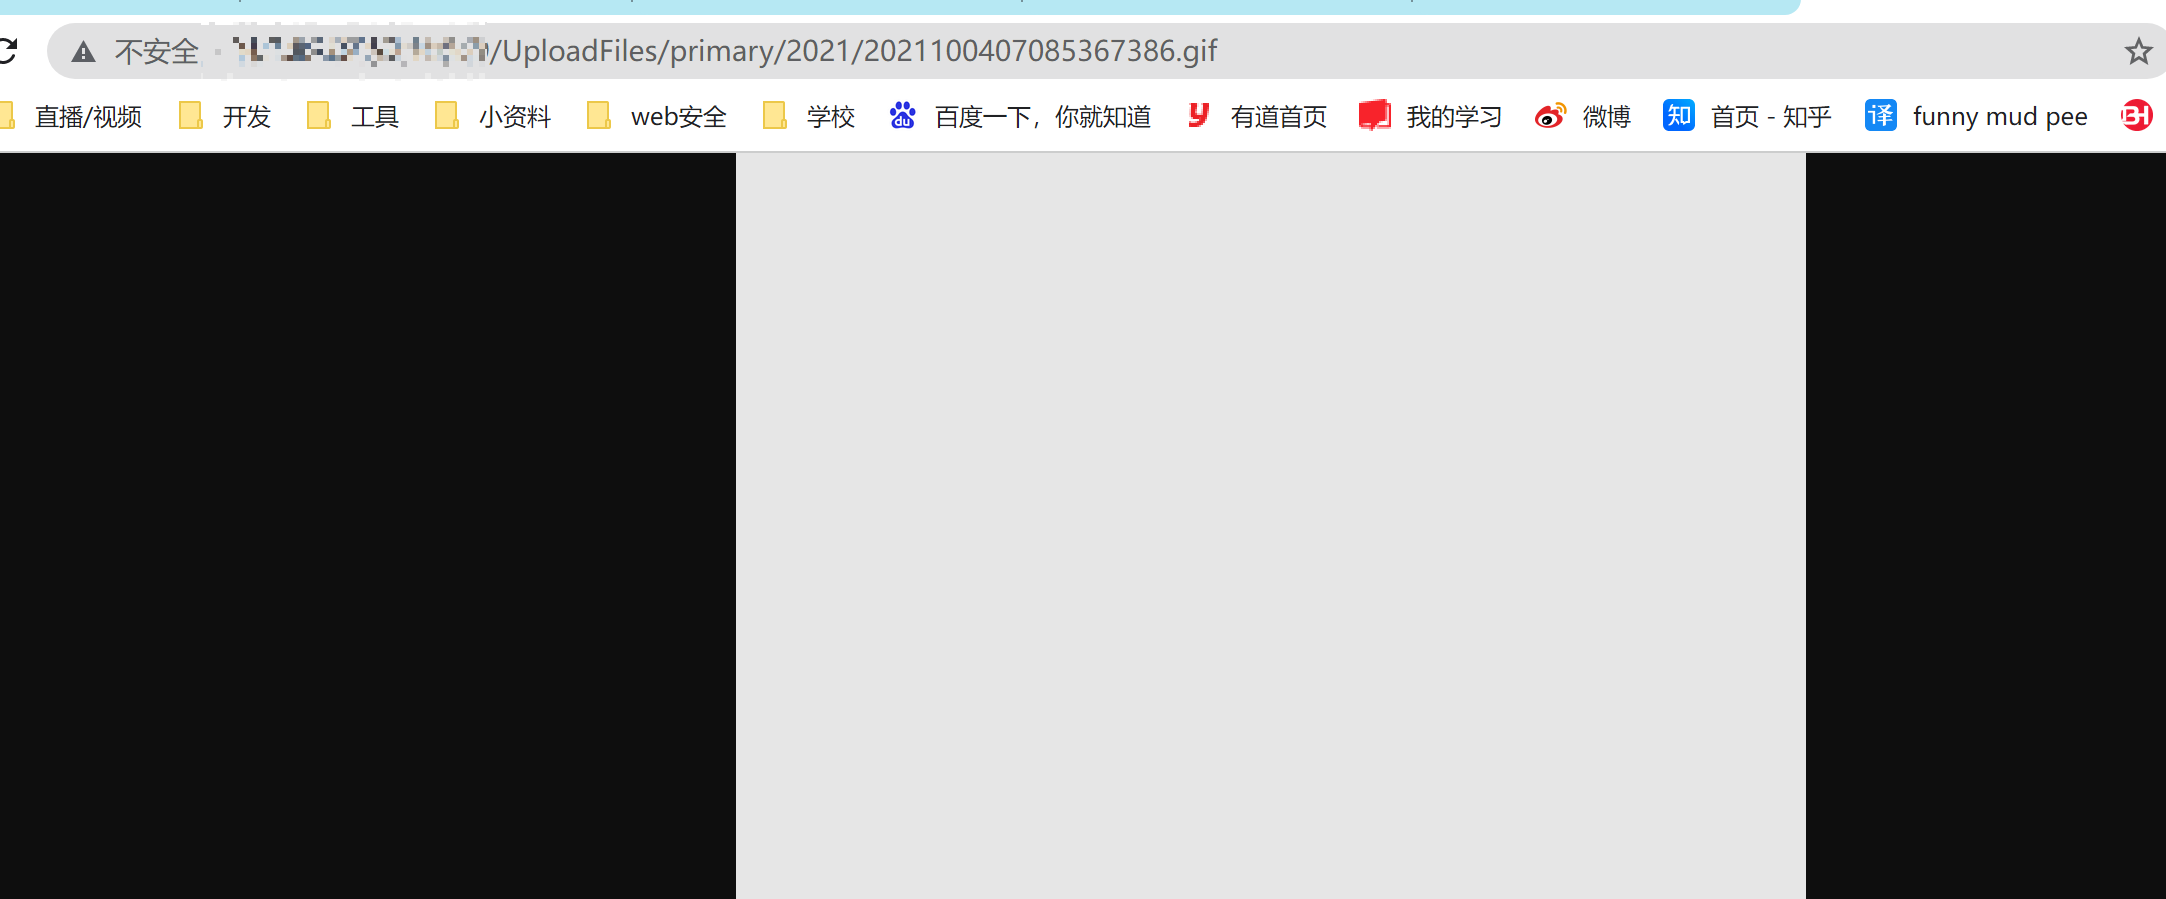 不安全 /UploadFiles/primary/2021/2021100407085367386.gif
直播/视频 开发 工具 小资料 web安全 学校 du 百度一下，你就知道 y 有道首页 我的学习 微博 知 首页 - 知乎 译 funny mud pee BH